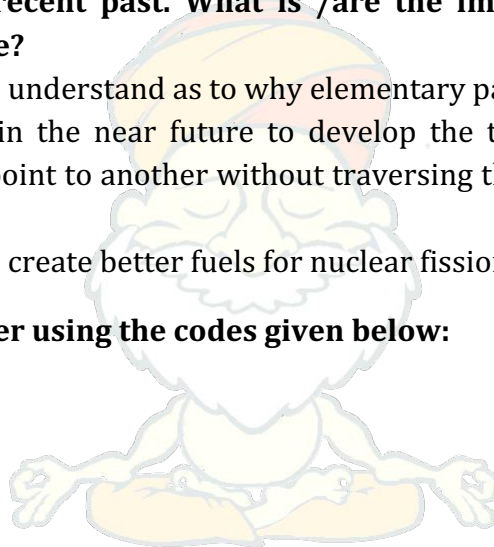 recent past. What is /are the im
e?
understand as to why elementary pa
in the near future to develop the t
point to another without traversing t
create better fuels for nuclear fission
er using the codes given below: